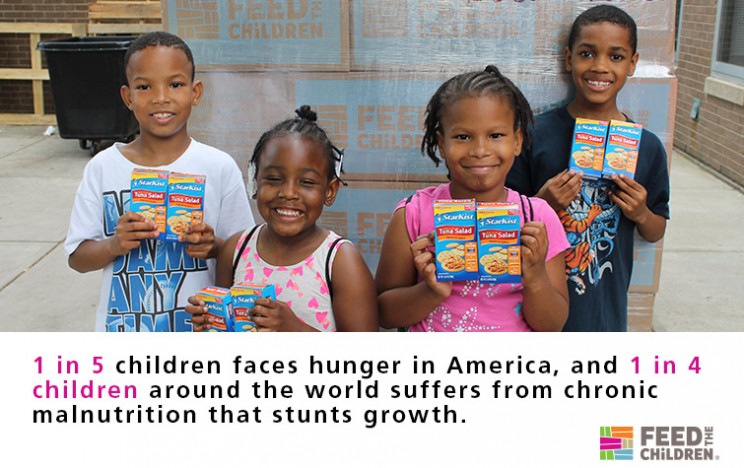 FEED THE
CHiLDREN
FEED
CHiLDREN
StarKist
Tuna Salad
StarKist
Tuna Salad
StarKist
Tuna Salad
StarKist
Tuna Salad
StarKist
Tuna Salad
StarKist
Tuna Salad
DAMAL
ANY
TIME
1 in 5 children faces hunger in America, and 1 in 4
children around the world suffers from chronic
malnutrition that stunts growth.
FEED THE
CHiLDREN®